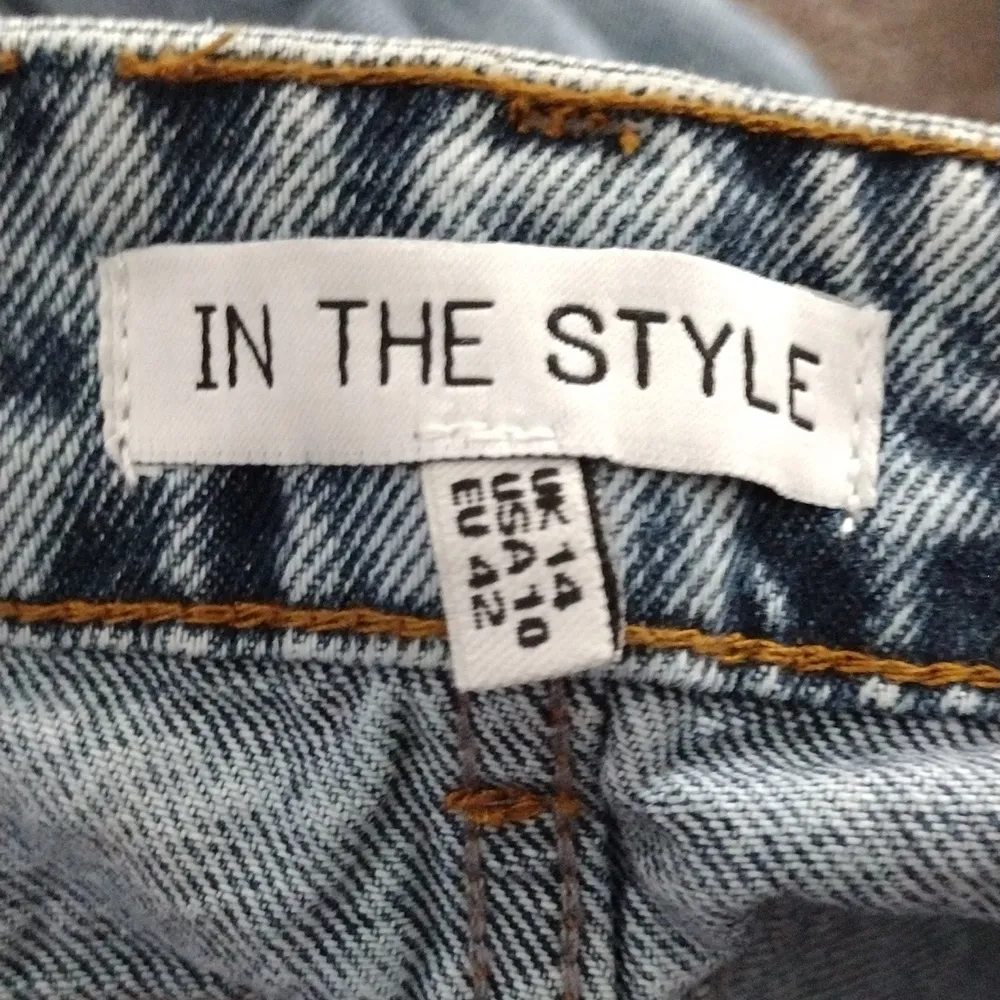 IN THE STYLE
UK 14
USA 10
EU 42